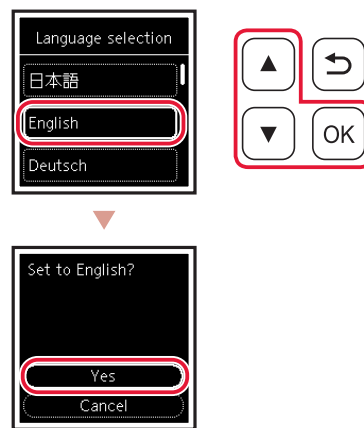 Language selection
日本語
English
Deutsch
OK
Set to English?
Yes
Cancel